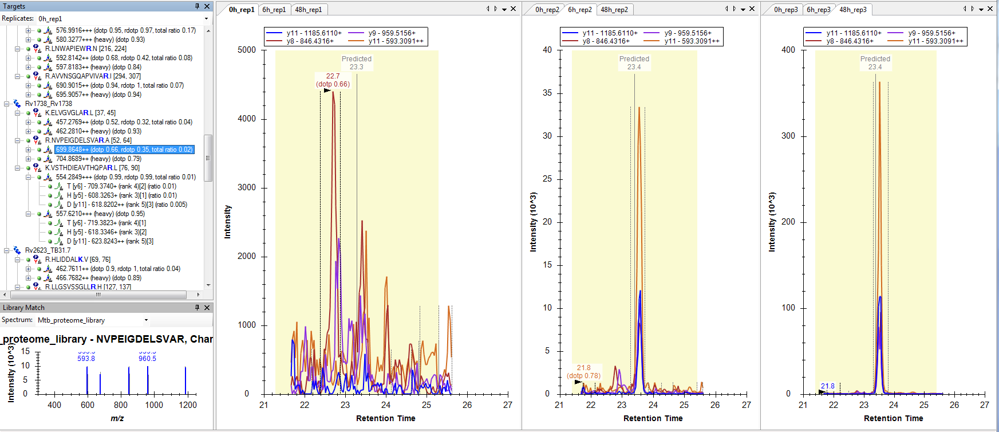 Targets
Replicates: 0h_rep1
576.9916+++ (dotp 0.95, rdotp 0.97, total ratio 0.17)
580.3277+++ (heavy) (dotp 0.93)
R.LNWAPIEWR.N [216, 224]
592.8142++ (dotp 0.68, rdotp 0.42, total ratio 0.08)
597.8183++ (heavy) (dotp 0.84)
R.AVVNSGQAPVIVAR.I [294, 307]
690.9015++ (dotp 0.94, rdotp 1, total ratio 0.07)
695.9057++ (heavy) (dotp 0.94)
Rv1738_Rv1738
K.ELVGVGLAR.L [37, 45]
457.2769++ (dotp 0.52, rdotp 0.32, total ratio 0.04)
462.2810++ (heavy) (dotp 0.93)
R.NVPEIGDELSVAR.A [52, 64]
699.8648++ (dotp 0.66, rdotp 0.35, total ratio 0.02)
704.8689++ (heavy) (dotp 0.79)
K.VSTHDIEAVTHQPAR.L [76, 90]
554.2849+++ (dotp 0.99, rdotp 0.99, total ratio 0.01)
T [y6] - 709.3740+ (rank 4)[2] (ratio 0.01)
H [y5] - 608.3263+ (rank 3)[1] (ratio 0.01)
D [y11] - 618.8202++ (rank 5)[3] (ratio 0.005)
557.6210+++ (heavy) (dotp 0.95)
T [y6] - 719.3823+ (rank 4)[1]
H [y5] - 618.3346+ (rank 3)[2]
D [y11] - 623.8243++ (rank 5)[3]
Rv2623_TB31.7
R.HLIDDALK.V [69, 76]
462.7611++ (dotp 0.9, rdotp 1, total ratio 0.04)
466.7682++ (heavy) (dotp 0.89)
R.LLGSVSSGLLR.H [127, 137]
Library Match
Spectrum: Mtb_proteome_library
_proteome_library - NVPEIGDELSVAR, Char
Intensity (10^3)
15
10
5
0
593.8
960.5
400 600 800 1000 1200
m/z
0h_rep1 6h_rep1 48h_rep1
y11 - 1185.6110+ y9 - 959.5156+
y8 - 846.4316+ y11 - 593.3091++
Predicted
23.3
22.7
(dotp 0.66)
Intensity
5000
4000
3000
2000
1000
0
21 22 23 24 25 26 27
Retention Time
0h_rep2 6h_rep2 48h_rep2
y11 - 1185.6110+ y9 - 959.5156+
y8 - 846.4316+ y11 - 593.3091++
Predicted
23.4
21.8
(dotp 0.78)
Intensity (10^3)
40
35
30
25
20
15
10
5
0
21 22 23 24 25 26 27
Retention Time
0h_rep3 6h_rep3 48h_rep3
y11 - 1185.6110+ y9 - 959.5156+
y8 - 846.4316+ y11 - 593.3091++
Predicted
23.4
21.8
Intensity (10^3)
400
300
200
100
0
21 22 23 24 25 26 27
Retention Time